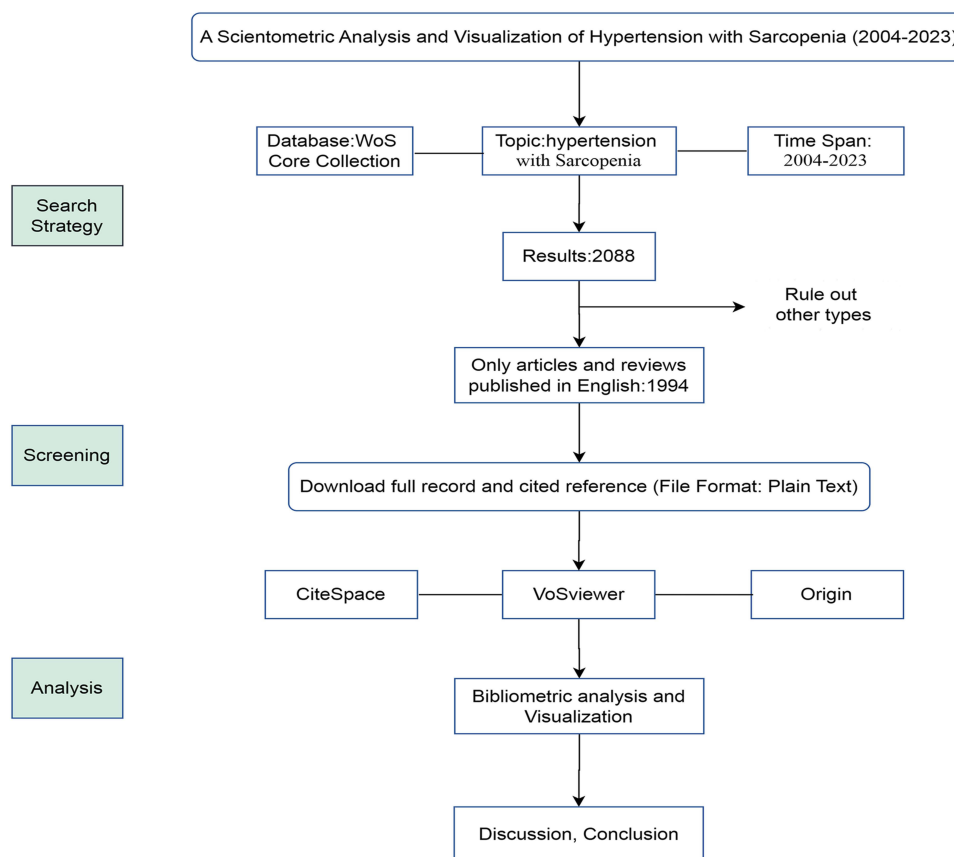 A Scientometric Analysis and Visualization of Hypertension with Sarcopenia (2004-2023)
Database:WoS
Core Collection
Topic:hypertension
with Sarcopenia
Time Span:
2004-2023
Search
Strategy
Results:2088
Rule out
other types
Only articles and reviews
published in English:1994
Screening
Download full record and cited reference (File Format: Plain Text)
CiteSpace
VoSviewer
Origin
Analysis
Bibliometric analysis and
Visualization
Discussion, Conclusion